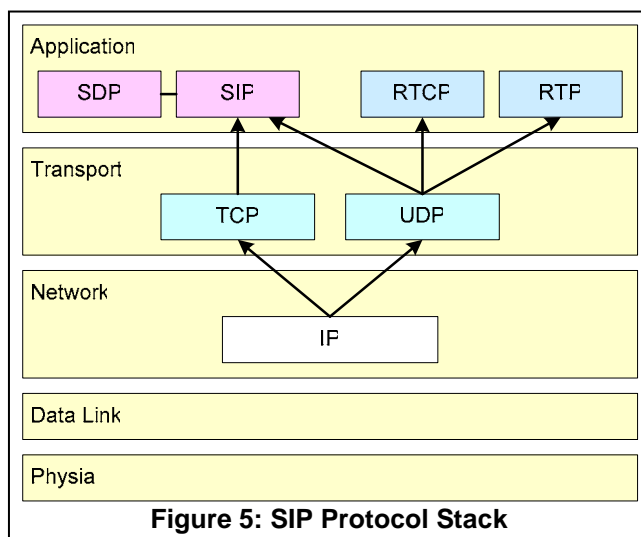 Application
SDP SIP RTCP RTP
Transport
TCP UDP
Network
IP
Data Link
Physia
Figure 5: SIP Protocol Stack